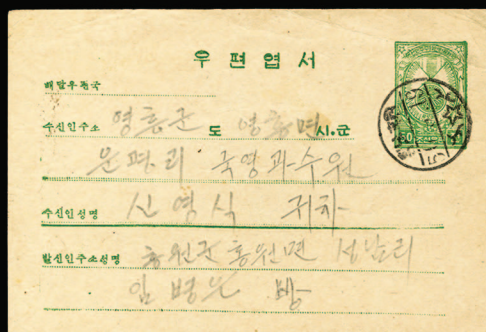 우편엽서
배달우편국
수신인주소 영흥군 도 영흥면 시.군
운평리 국영과수원
수신인성명 신영식 귀하
발신인주소성명 홍원군 홍원면 서남리
임병 방
50